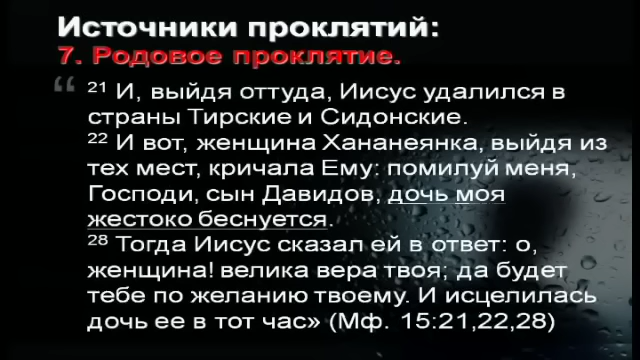 Источники проклятий:
7. Родовое проклятие.
“ ²¹ И, выйдя оттуда, Иисус удалился в
страны Тирские и Сидонские.
²² И вот, женщина Хананеянка, выйдя из
тех мест, кричала Ему: помилуй меня,
Господи, сын Давидов, дочь моя
жестоко беснуется.
²⁸ Тогда Иисус сказал ей в ответ: о,
женщина! велика вера твоя; да будет
тебе по желанию твоему. И исцелилась
дочь ее в тот час» (Мф. 15:21,22,28)